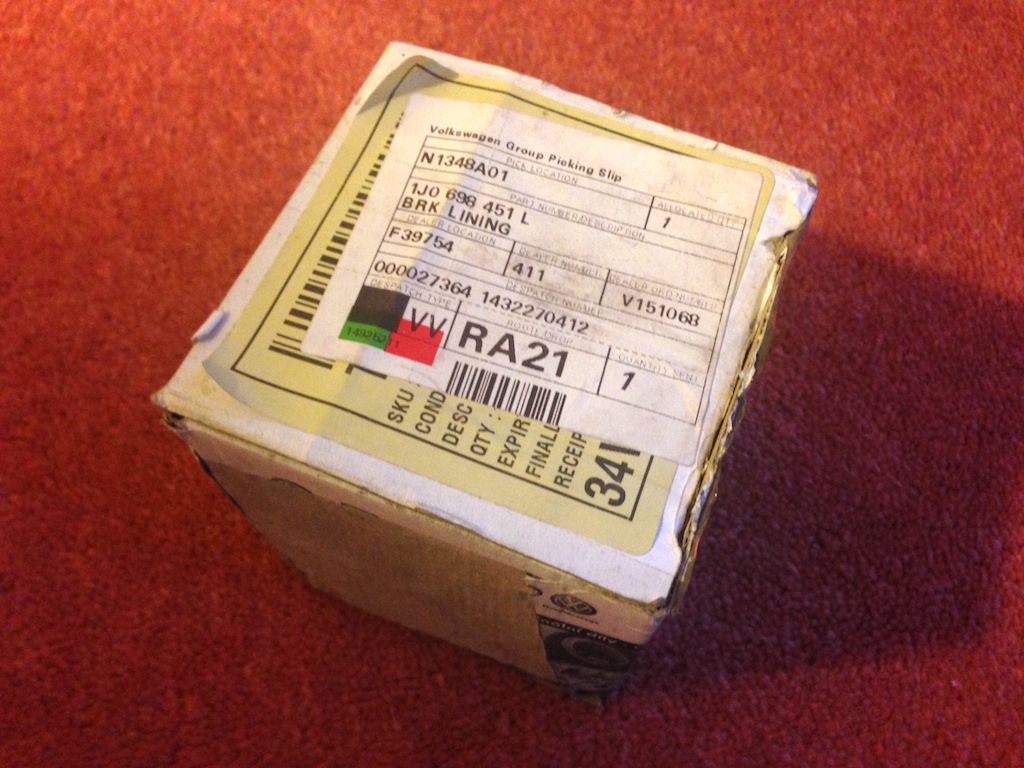 Volkswagen Group Picking Slip
PICK LOCATION
N1348A01
PART NUMBER/DESCRIPTION
ALLOCATED QTY
1J0 698 451 L
1
BRK LINING
DEALER LOCATION
DEALER NUMBER
DEALER ORD NUMBER
F39754
411
V151068
DESPATCH NUMBER
000027364 1432270412
DESPATCH TYPE
ROUTE DROP
QUANTITY SENT
VV
RA21
1
SKU
COND
DESC
QTY :
EXPIR
FINAL
RECEIP
34